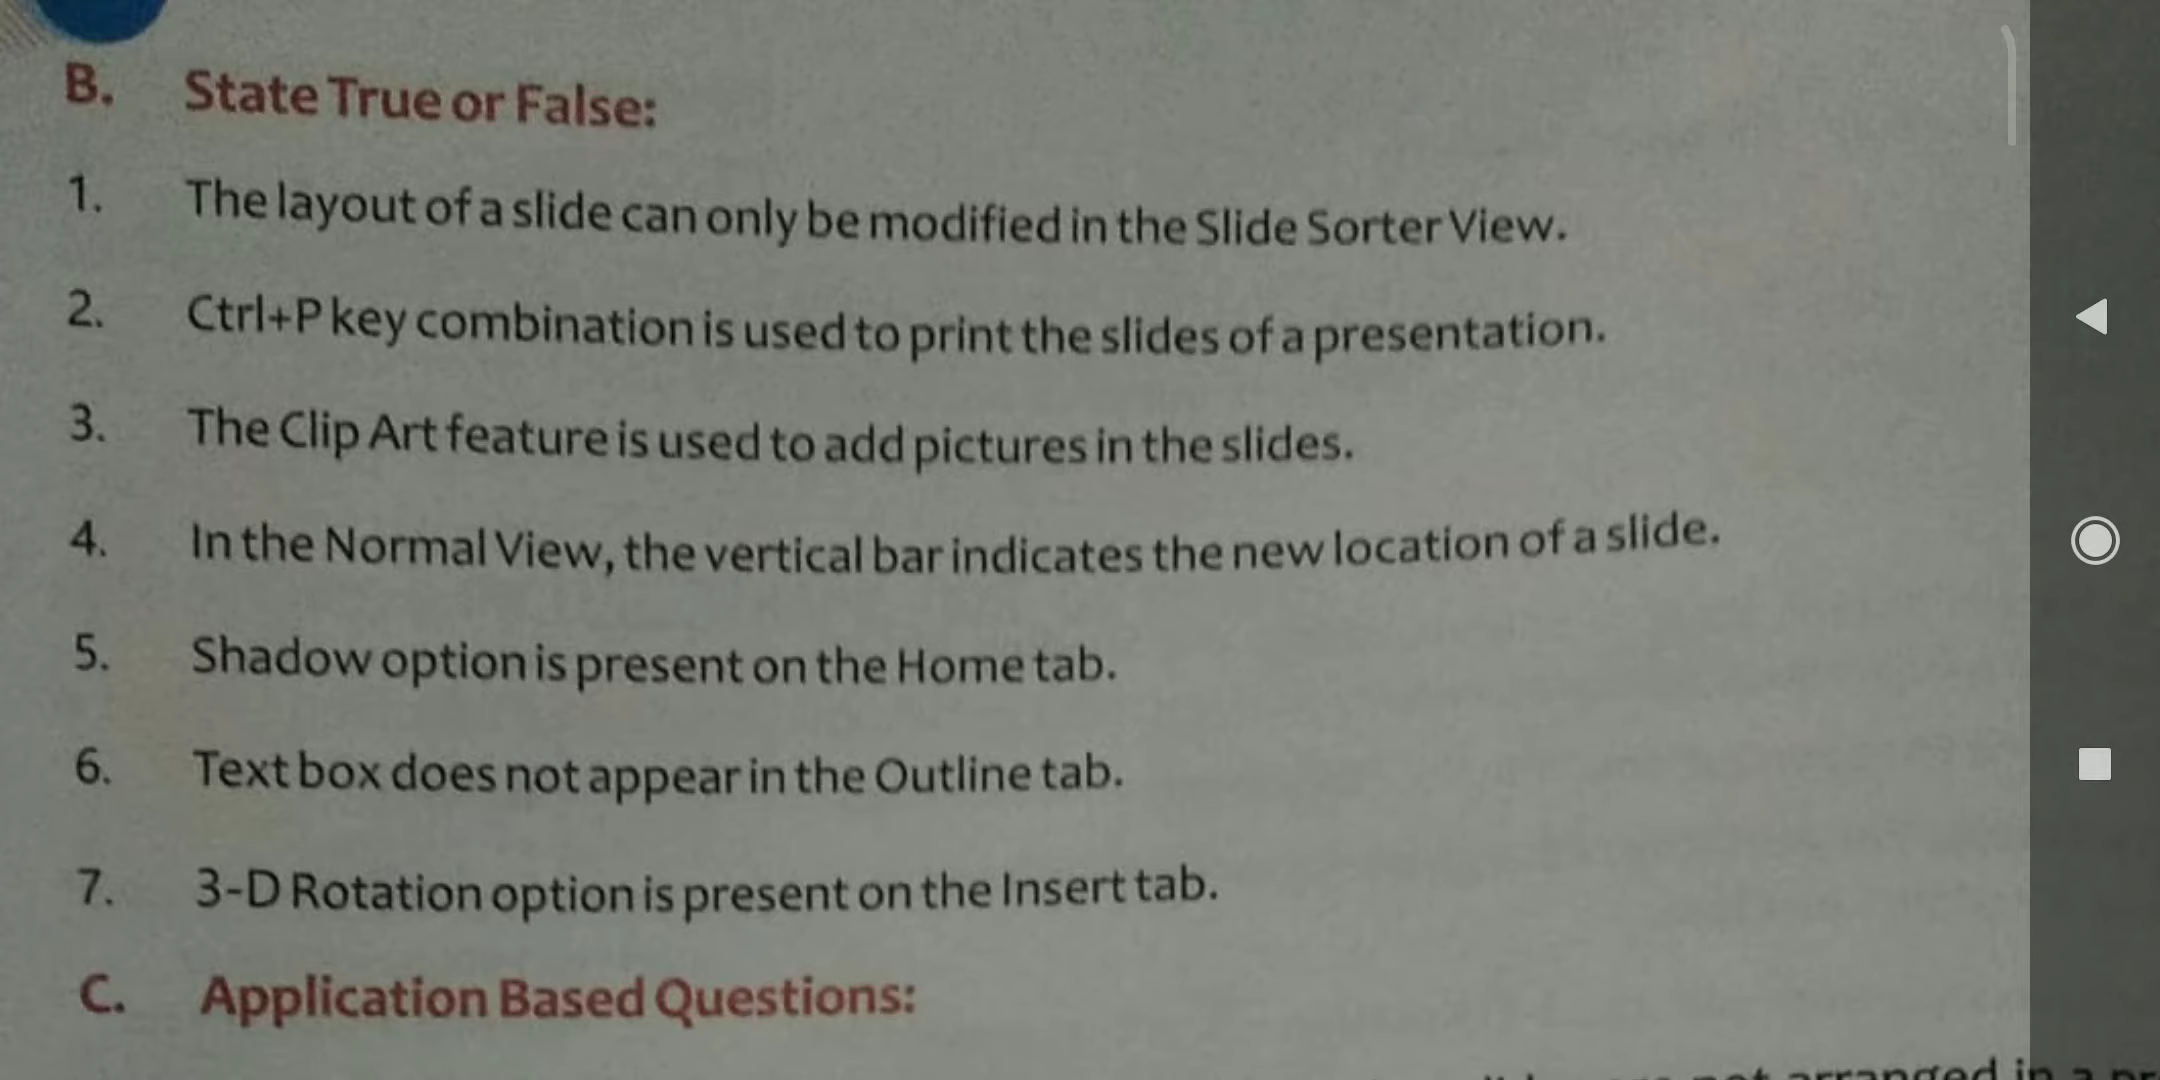 B. State True or False:
1. The layout of a slide can only be modified in the Slide Sorter View.
2. Ctrl+P key combination is used to print the slides of a presentation.
3. The Clip Art feature is used to add pictures in the slides.
4. In the Normal View, the vertical bar indicates the new location of a slide.
5. Shadow option is present on the Home tab.
6. Text box does not appear in the Outline tab.
7. 3-D Rotation option is present on the Insert tab.
C. Application Based Questions:
not arranged in a